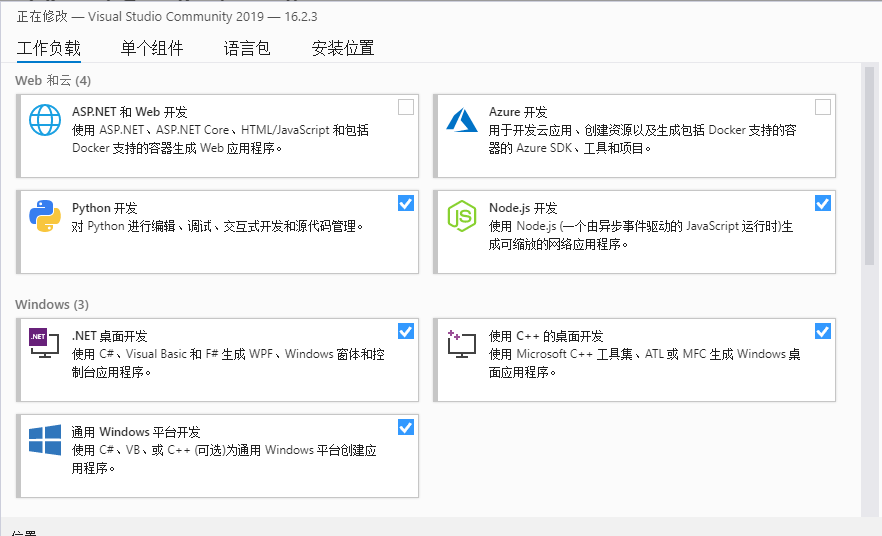 正在修改 — Visual Studio Community 2019 — 16.2.3
工作负载 单个组件 语言包 安装位置
Web 和云 (4)
ASP.NET 和 Web 开发
使用 ASP.NET、ASP.NET Core、HTML/JavaScript 和包括
Docker 支持的容器生成 Web 应用程序。
Azure 开发
用于开发云应用、创建资源以及生成包括 Docker 支持的容
器的 Azure SDK、工具和项目。
Python 开发
对 Python 进行编辑、调试、交互式开发和源代码管理。
JS
Node.js 开发
使用 Node.js (一个由异步事件驱动的 JavaScript 运行时)生
成可缩放的网络应用程序。
Windows (3)
.NET
.NET 桌面开发
使用 C#、Visual Basic 和 F# 生成 WPF、Windows 窗体和控
制台应用程序。
++
使用 C++ 的桌面开发
使用 Microsoft C++ 工具集、ATL 或 MFC 生成 Windows 桌
面应用程序。
通用 Windows 平台开发
使用 C#、VB、或 C++ (可选)为通用 Windows 平台创建应
用程序。
位置